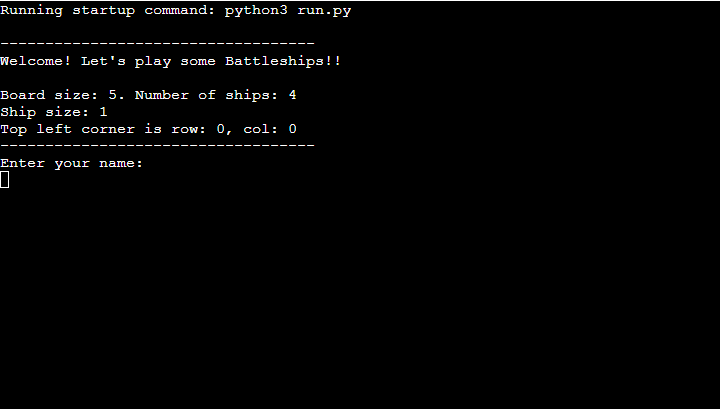 Running startup command: python3 run.py
-----------------------------------
Welcome! Let's play some Battleships!!
Board size: 5. Number of ships: 4
Ship size: 1
Top left corner is row: 0, col: 0
-----------------------------------
Enter your name: